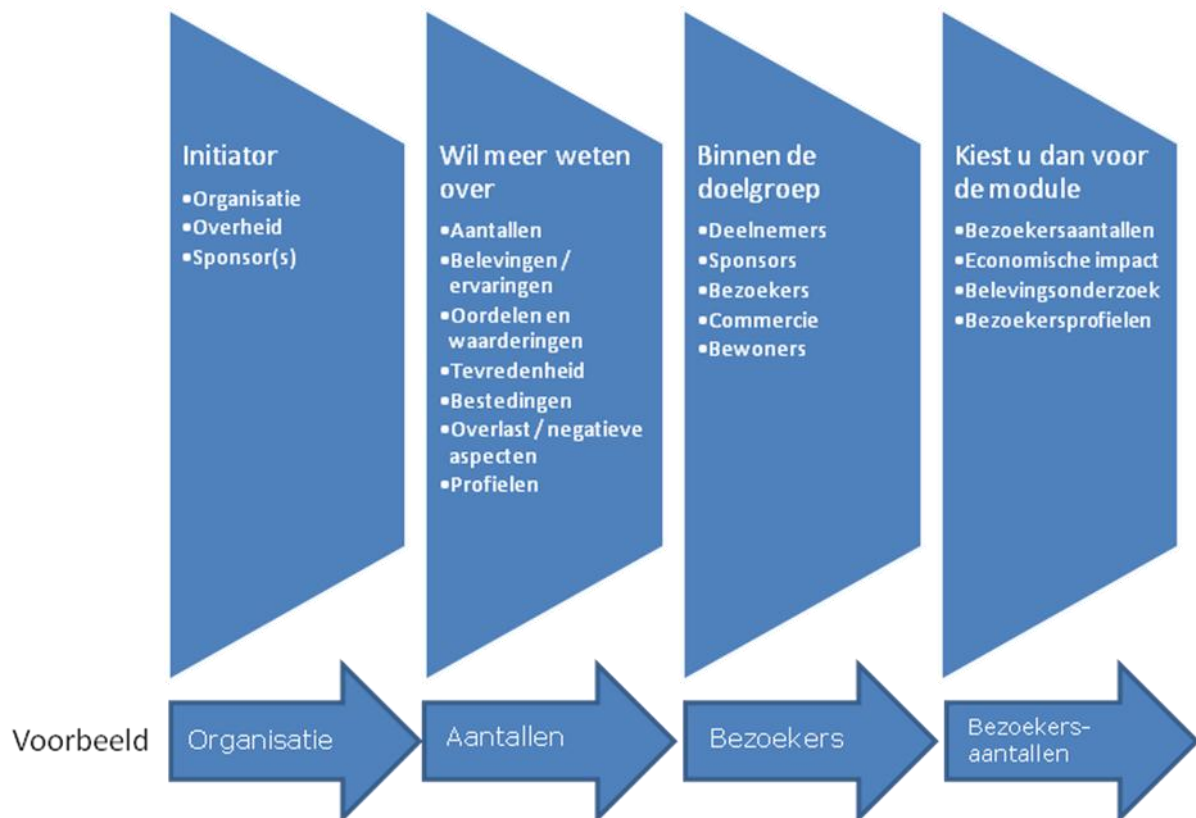 Initiator
•Organisatie
•Overheid
•Sponsor(s)
Wil meer weten
over
•Aantallen
•Belevingen /
ervaringen
•Oordelen en
waarderingen
•Tevredenheid
•Bestedingen
•Overlast / negatieve
aspecten
•Profielen
Binnen de
doelgroep
•Deelnemers
•Sponsors
•Bezoekers
•Commercie
•Bewoners
Kiest u dan voor
de module
•Bezoekersaantallen
•Economische impact
•Belevingsonderzoek
•Bezoekersprofielen
Voorbeeld
Organisatie
Aantallen
Bezoekers
Bezoekers-
aantallen